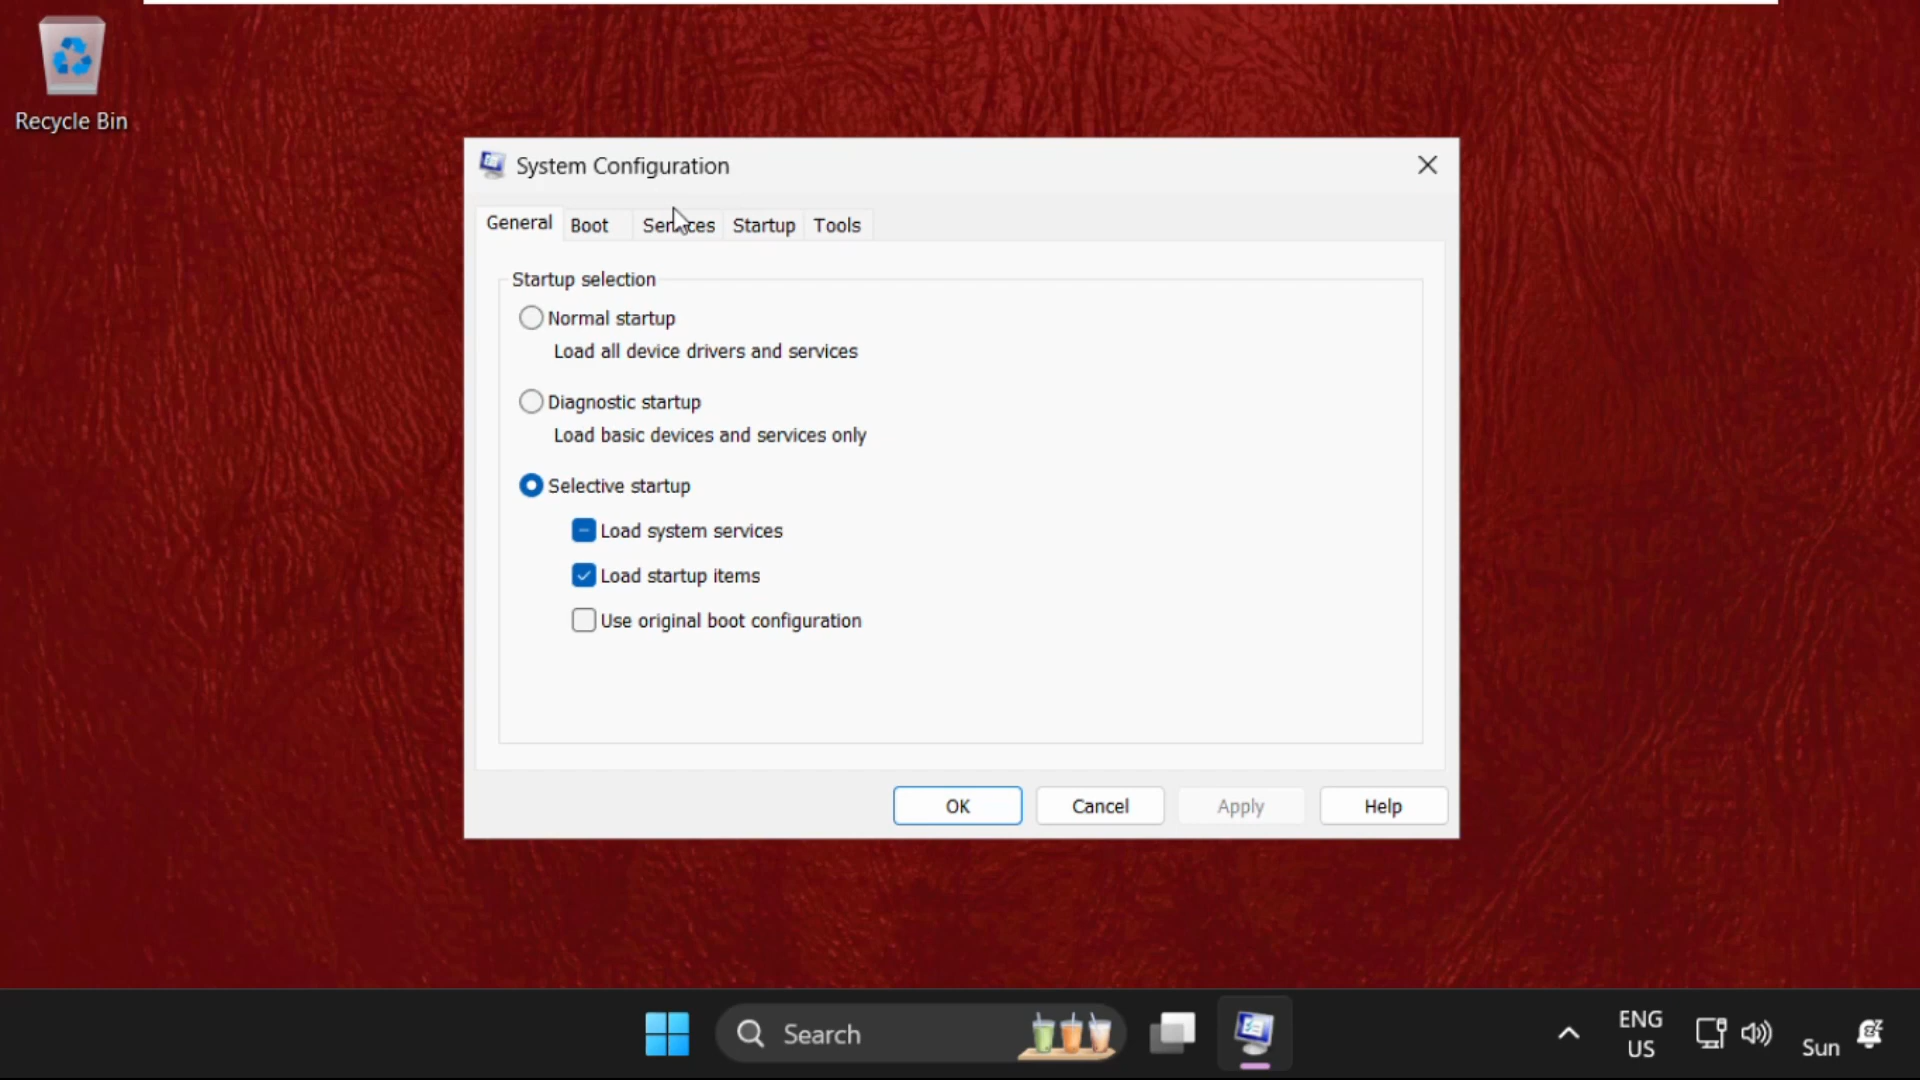 Recycle Bin
System Configuration
General Boot Services Startup Tools
Startup selection
Normal startup
Load all device drivers and services
Diagnostic startup
Load basic devices and services only
Selective startup
Load system services
Load startup items
Use original boot configuration
OK Cancel Apply Help
Search
ENG
US
Sun